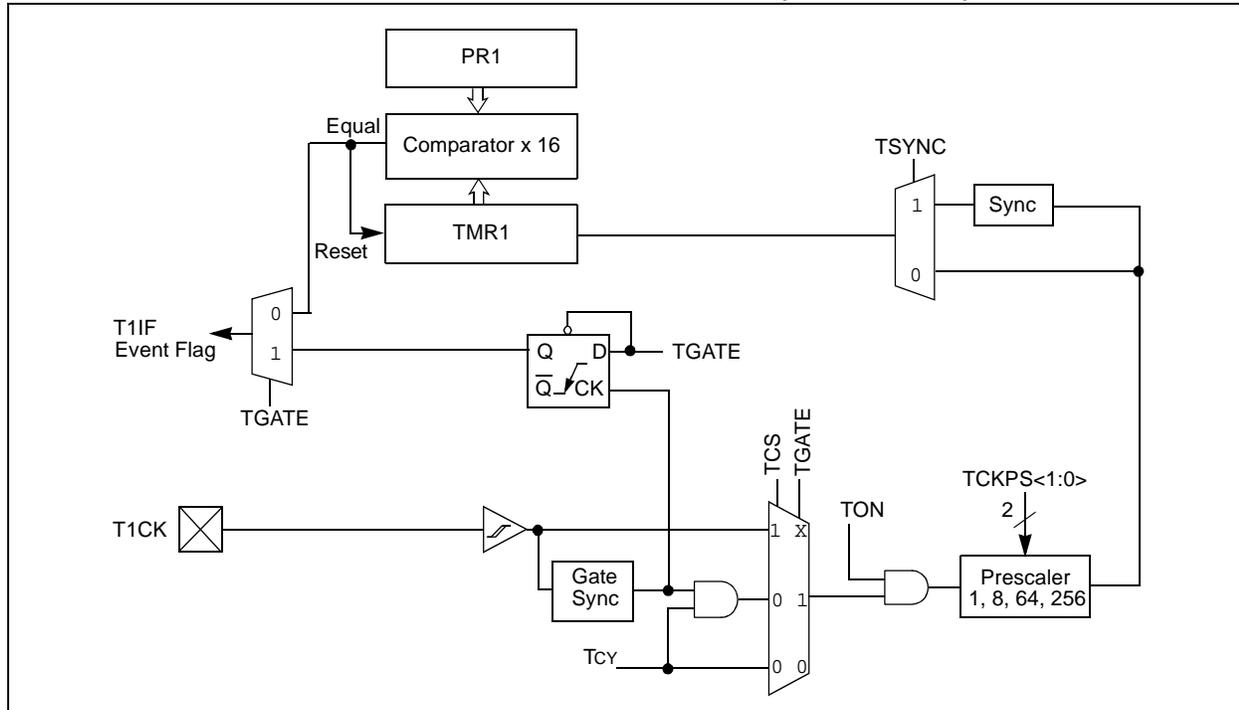 PR1
Equal
Comparator x 16
TSYNC
1
Sync
Reset
TMR1
0
0
T1IF
Event Flag
1
Q
D
TGATE
Q
CK
TGATE
TCS
TGATE
TCKPS<1:0>
2
TON
T1CK
1 X
Gate
Sync
0 1
Prescaler
1, 8, 64, 256
TCY
0 0